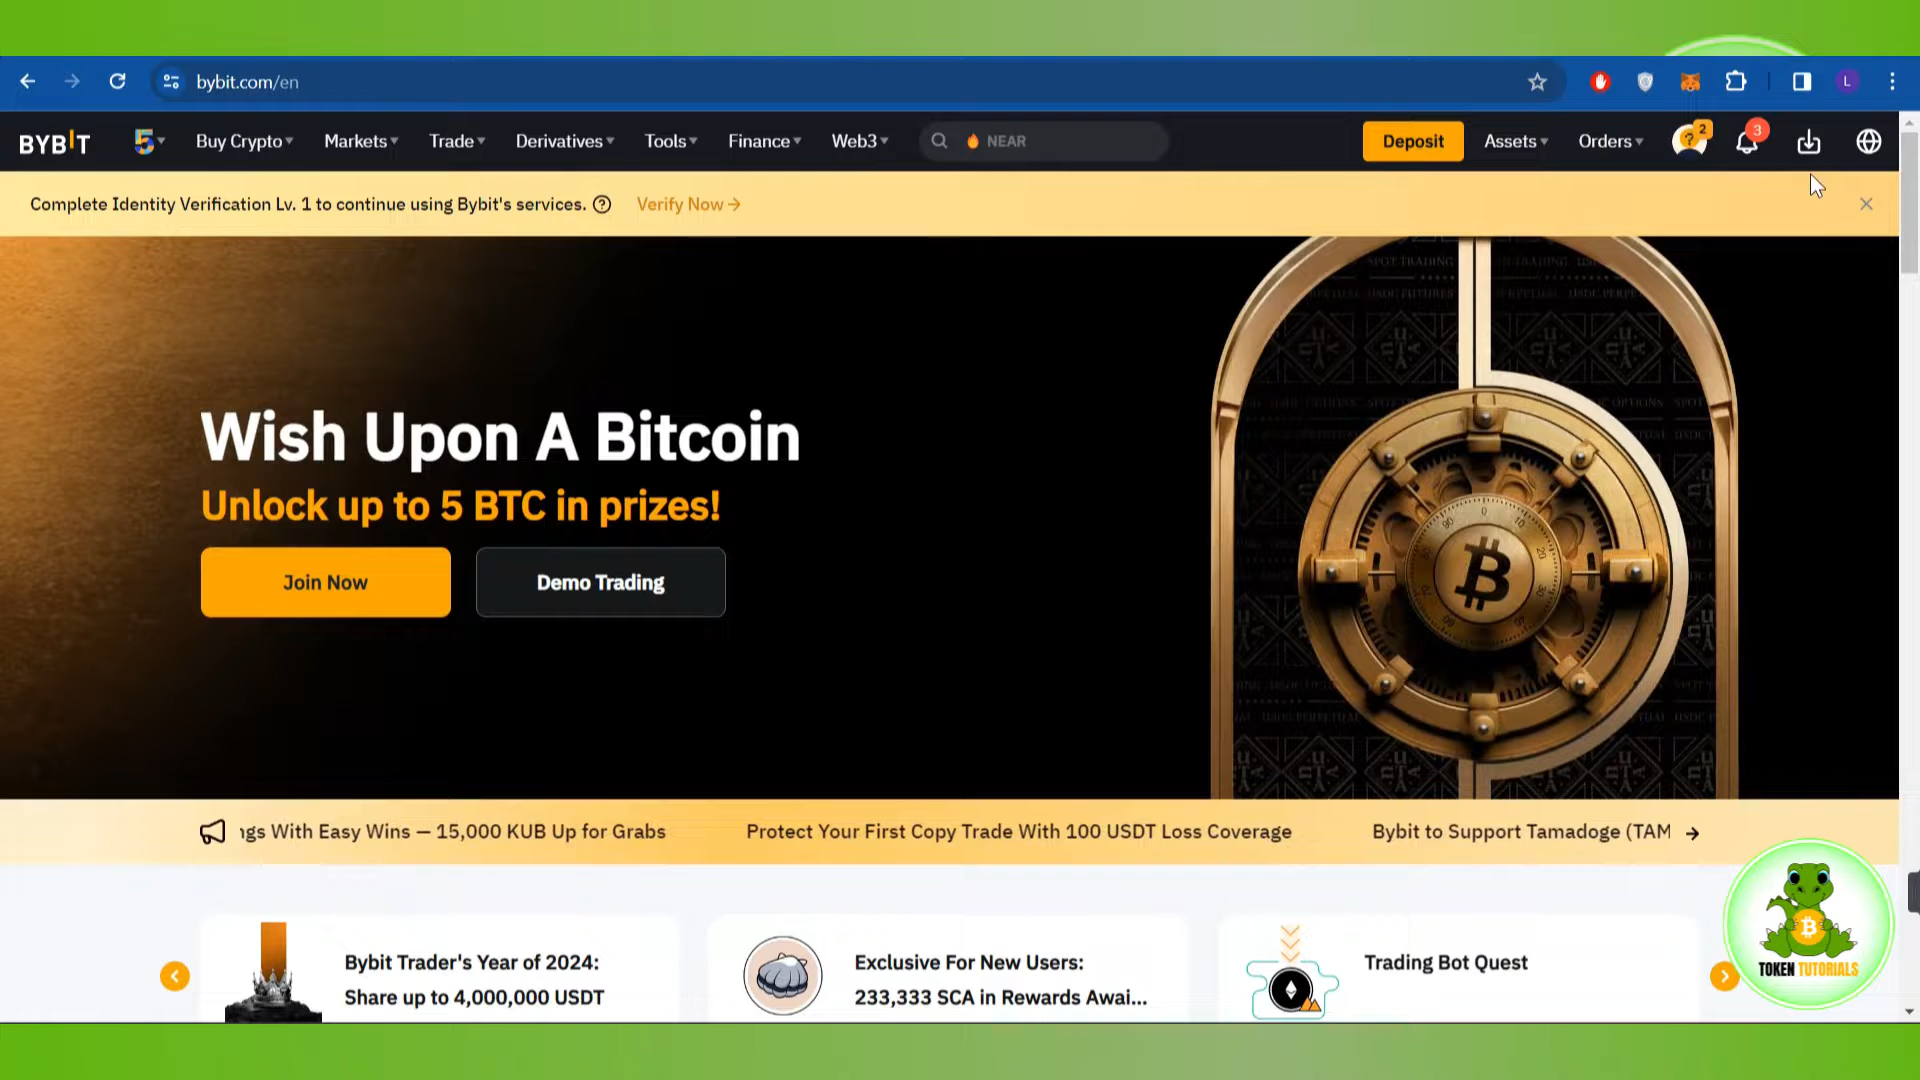 bybit.com/en
L
BYBIT
5
Buy Crypto
Markets
Trade
Derivatives
Tools
Finance
Web3
NEAR
Deposit
Assets
Orders
?
2
3
Complete Identity Verification Lv. 1 to continue using Bybit's services.
Verify Now →
Wish Upon A Bitcoin
Unlock up to 5 BTC in prizes!
Join Now
Demo Trading
ngs With Easy Wins — 15,000 KUB Up for Grabs
Protect Your First Copy Trade With 100 USDT Loss Coverage
Bybit to Support Tamadoge (TAM
Bybit Trader's Year of 2024:
Share up to 4,000,000 USDT
Exclusive For New Users:
233,333 SCA in Rewards Awai...
Trading Bot Quest
TOKEN TUTORIALS